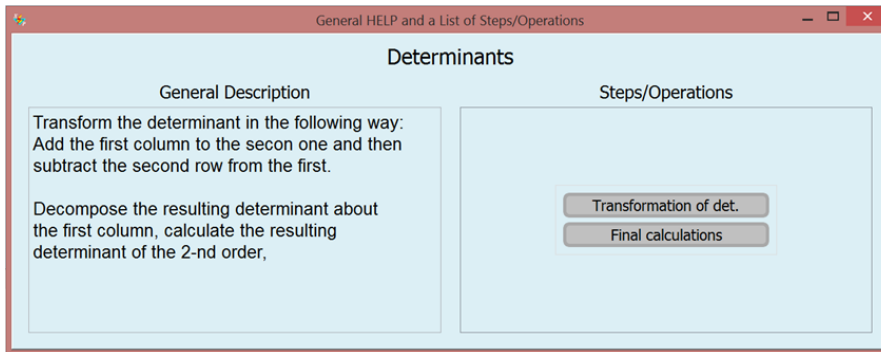 General HELP and a List of Steps/Operations
Determinants
General Description
Transform the determinant in the following way:
Add the first column to the secon one and then
subtract the second row from the first.
Decompose the resulting determinant about
the first column, calculate the resulting
determinant of the 2-nd order,
Steps/Operations
Transformation of det.
Final calculations